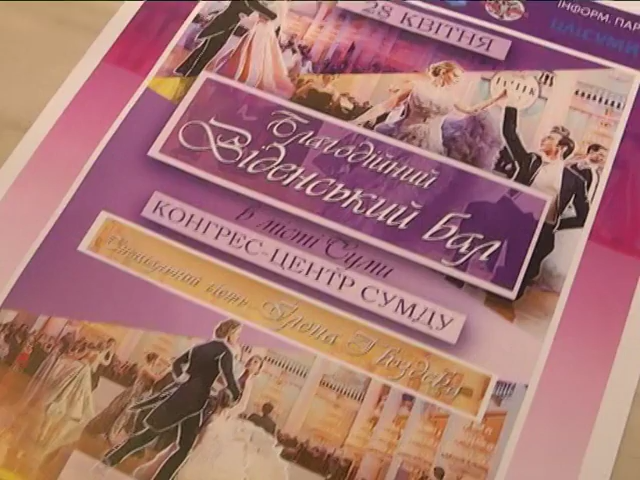 ІНФОРМ. ПАР
28 КВІТНЯ
Благодійний
Віденський бал
в місті Суми
КОНГРЕС-ЦЕНТР СУМДУ